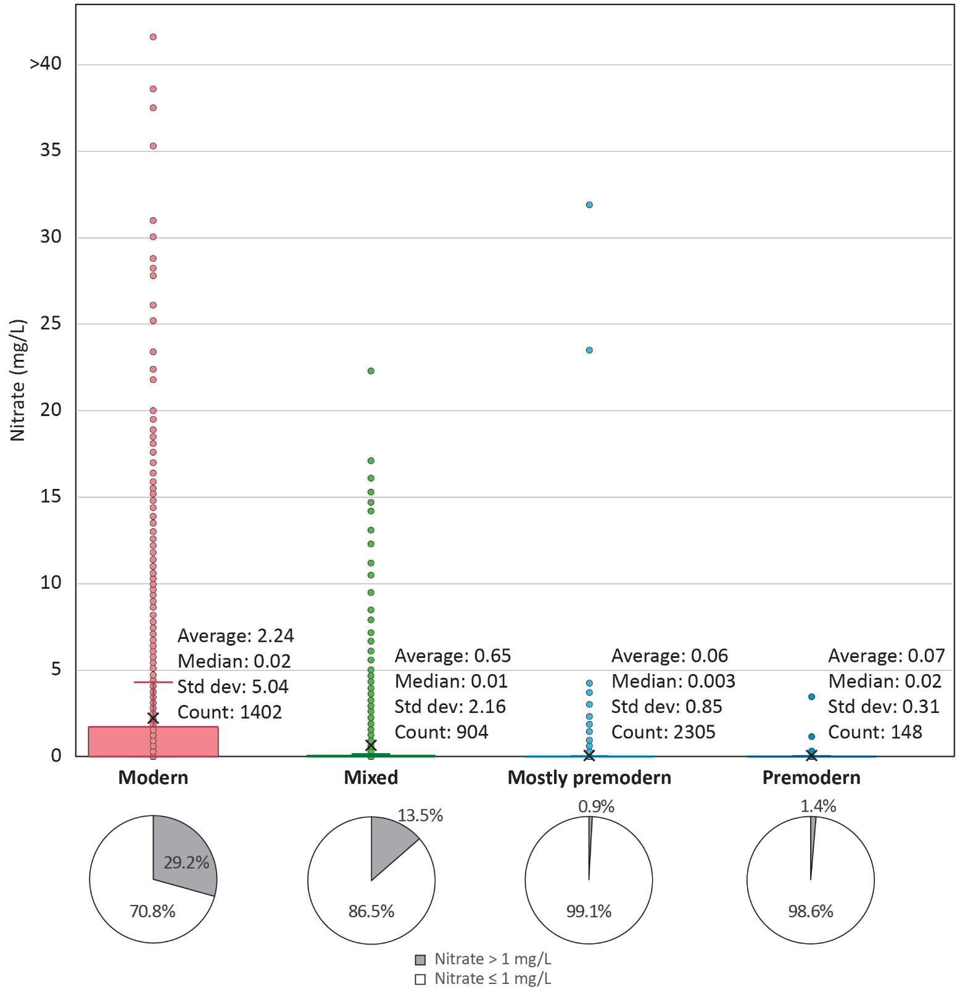 >40
35
30
25
20
15
10
5
0
Nitrate (mg/L)
Average: 2.24
Median: 0.02
Std dev: 5.04
Count: 1402
Average: 0.65
Median: 0.01
Std dev: 2.16
Count: 904
Average: 0.06
Median: 0.003
Std dev: 0.85
Count: 2305
Average: 0.07
Median: 0.02
Std dev: 0.31
Count: 148
Modern
Mixed
Mostly premodern
Premodern
29.2%
70.8%
13.5%
86.5%
0.9%
99.1%
1.4%
98.6%
Nitrate > 1 mg/L
Nitrate ≤ 1 mg/L